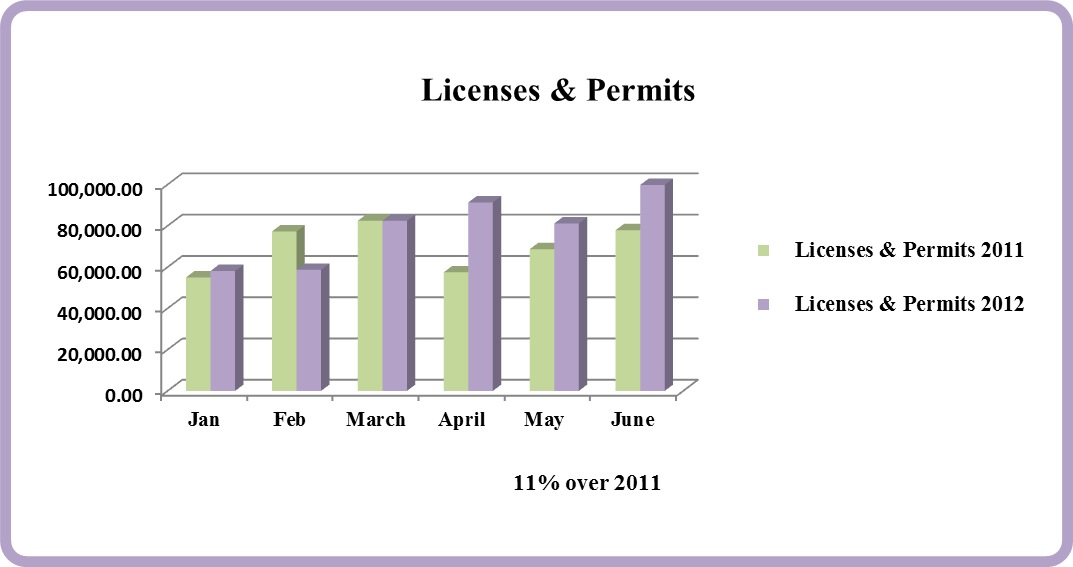 Licenses & Permits
100,000.00
80,000.00
60,000.00
40,000.00
20,000.00
0.00
Jan Feb March April May June
Licenses & Permits 2011
Licenses & Permits 2012
11% over 2011